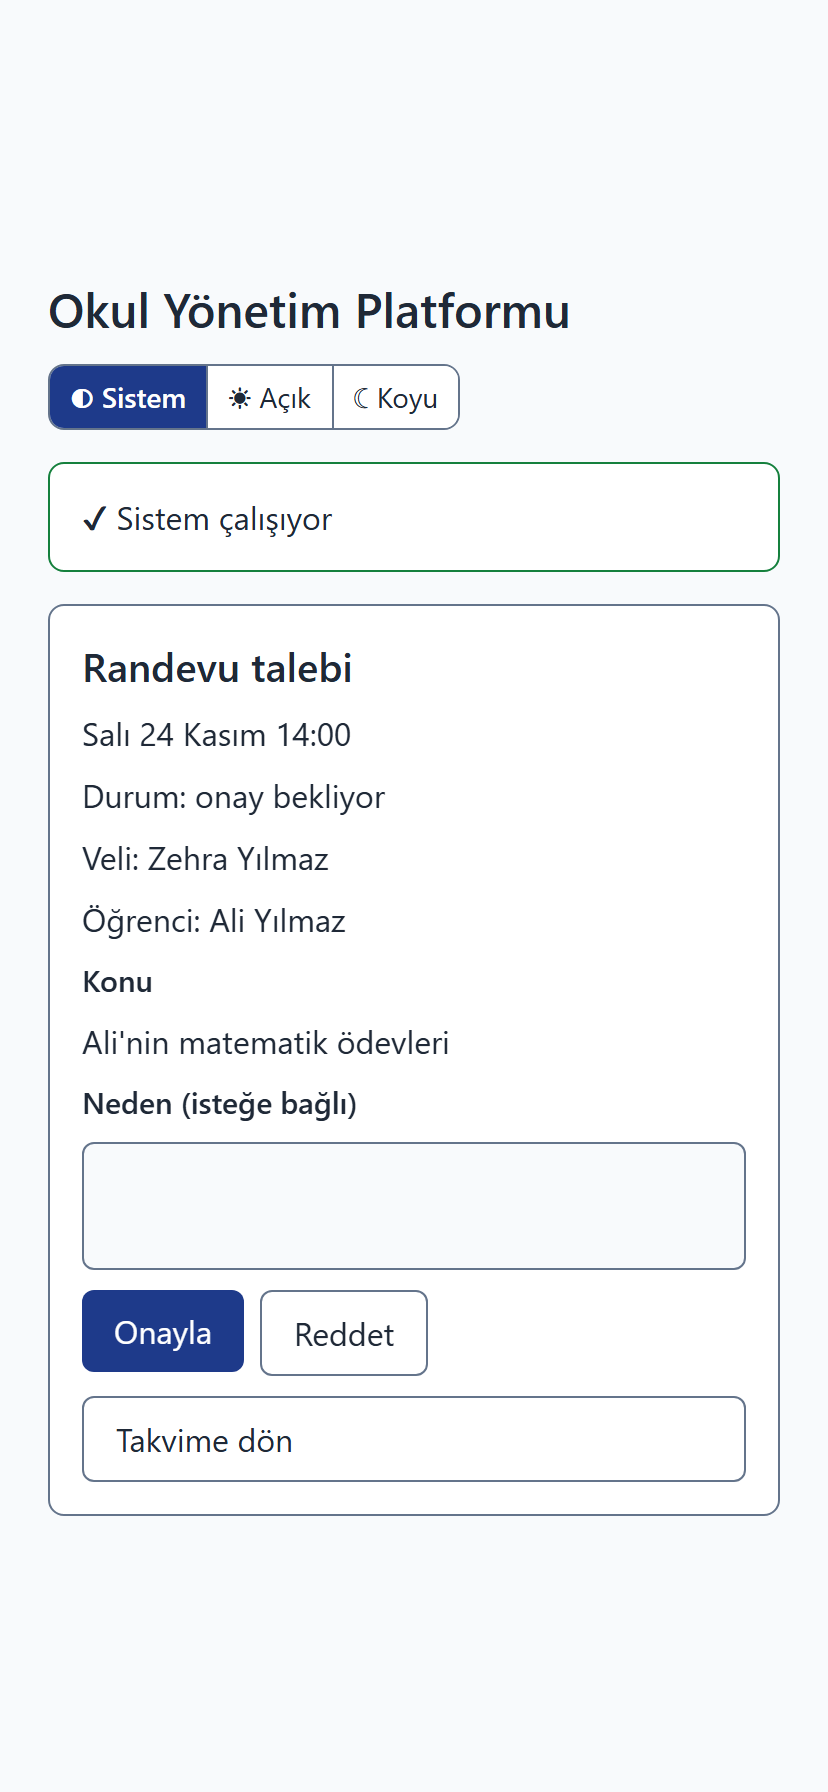 Okul Yönetim Platformu
◐ Sistem ☀ Açık ☾ Koyu
✓ Sistem çalışıyor
Randevu talebi
Salı 24 Kasım 14:00
Durum: onay bekliyor
Veli: Zehra Yılmaz
Öğrenci: Ali Yılmaz
Konu
Ali'nin matematik ödevleri
Neden (isteğe bağlı)
Onayla Reddet
Takvime dön